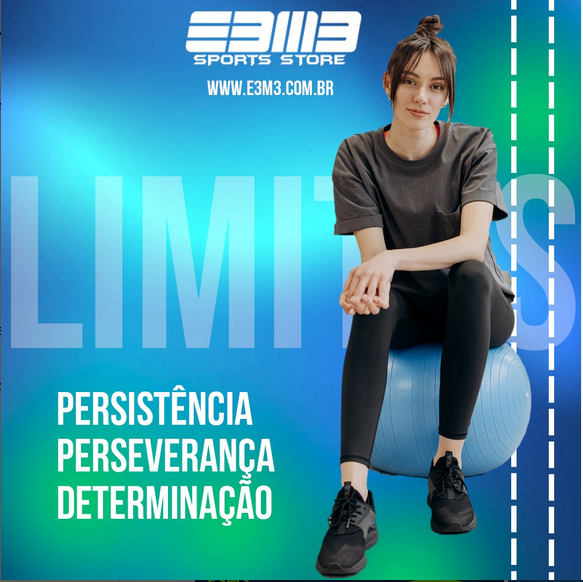 E3M3
SPORTS STORE
WWW.E3M3.COM.BR
LIMITS
PERSISTÊNCIA
PERSEVERANÇA
DETERMINAÇÃO